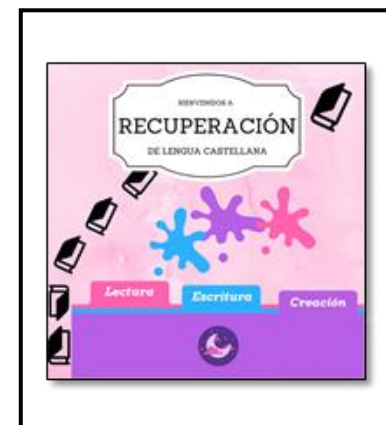 BIENVENIDOS A
RECUPERACIÓN
DE LENGUA CASTELLANA
Lectura
Escritura
Creación